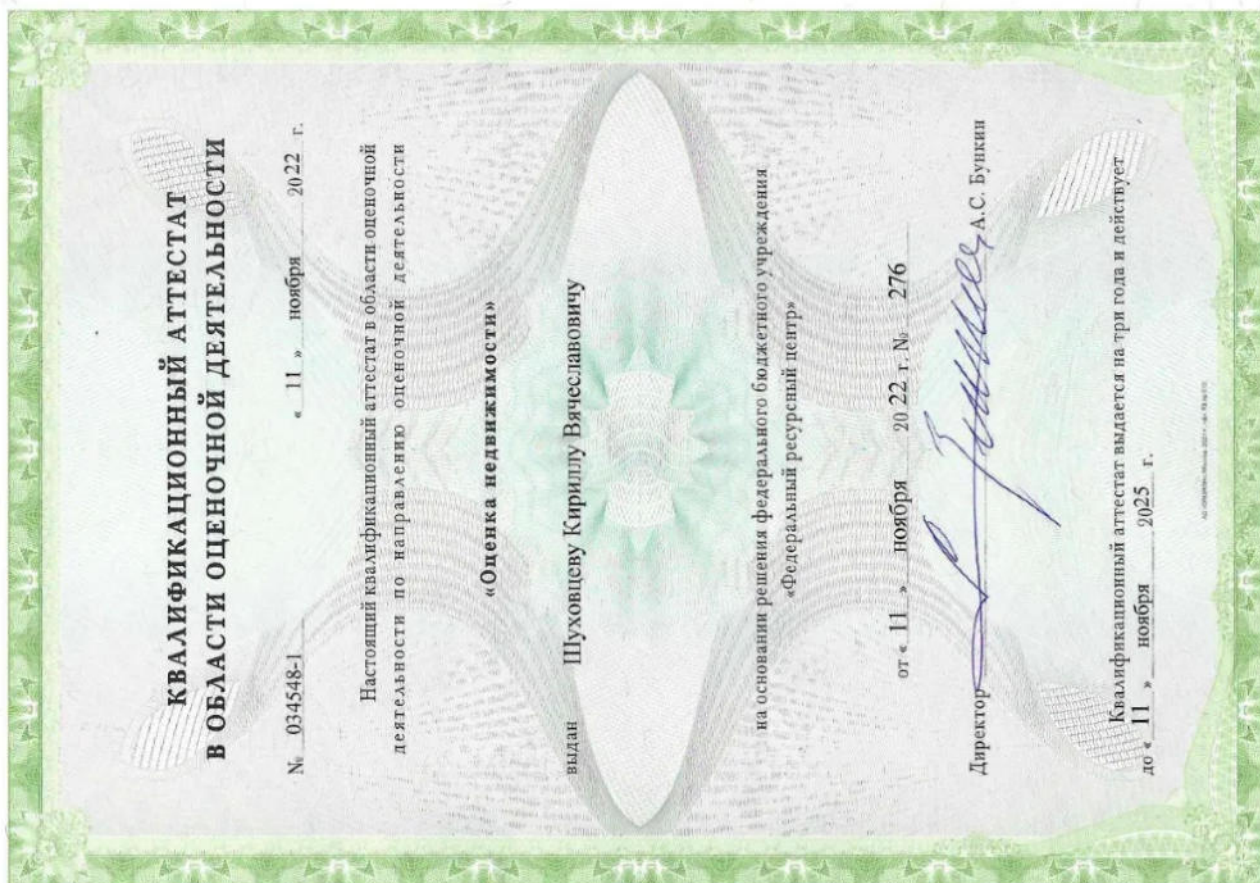 КВАЛИФИКАЦИОННЫЙ АТТЕСТАТ
В ОБЛАСТИ ОЦЕНОЧНОЙ ДЕЯТЕЛЬНОСТИ
№ 034548-1 « 11 » ноября 2022 г.
Настоящий квалификационный аттестат в области оценочной
деятельности по направлению оценочной деятельности
«Оценка недвижимости»
выдан Шуховцеву Кириллу Вячеславовичу
на основании решения федерального бюджетного учреждения
«Федеральный ресурсный центр»
от « 11 » ноября 20 22 г. № 276
Директор А.С. Бункин
Квалификационный аттестат выдается на три года и действует
до « 11 » ноября 2025 г.